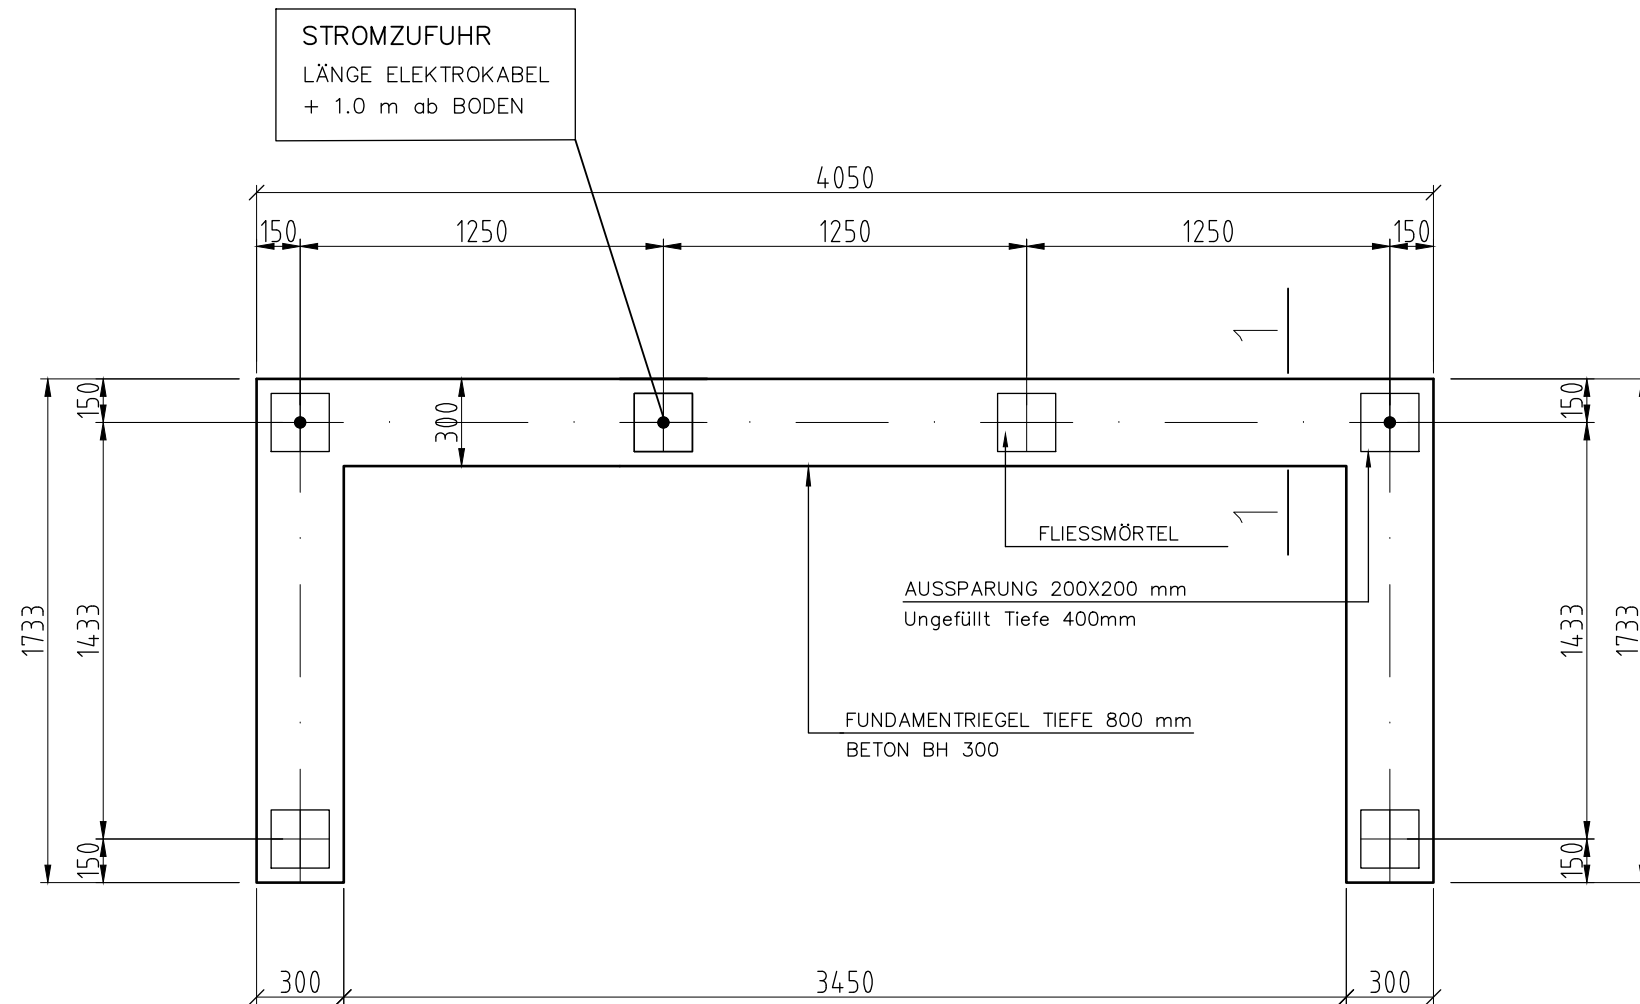 STROMZUFUHR
LÄNGE ELEKTROKABEL
+ 1.0 m ab BODEN
4050
150
1250
1250
1250
150
1
150
300
150
1
FLIESSMÖRTEL
AUSSPARUNG 200X200 mm
Ungefüllt Tiefe 400mm
1733
1433
1433
1733
FUNDAMENTRIEGEL TIEFE 800 mm
BETON BH 300
150
150
300
3450
300